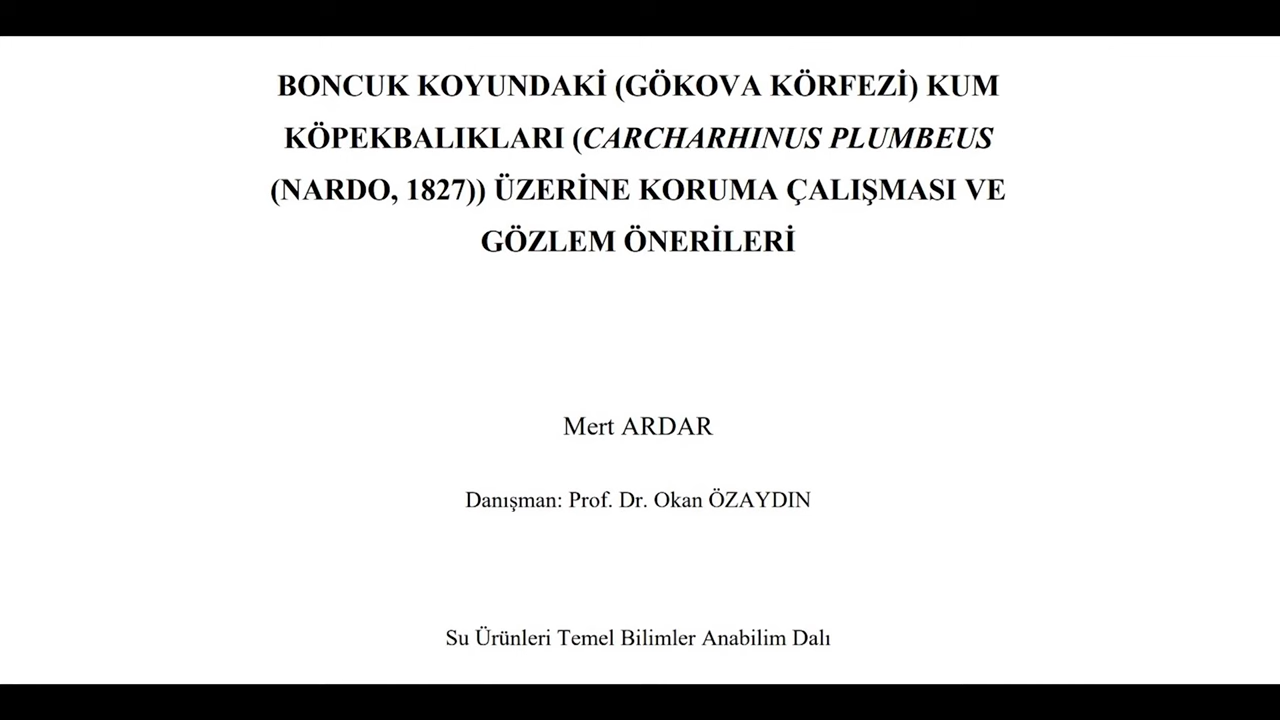 BONCUK KOYUNDAKİ (GÖKOVA KÖRFEZİ) KUM
KÖPEKBALIKLARI (CARCHARHINUS PLUMBEUS
(NARDO, 1827)) ÜZERİNE KORUMA ÇALIŞMASI VE
GÖZLEM ÖNERİLERİ
Mert ARDAR
Danışman: Prof. Dr. Okan ÖZAYDIN
Su Ürünleri Temel Bilimler Anabilim Dalı